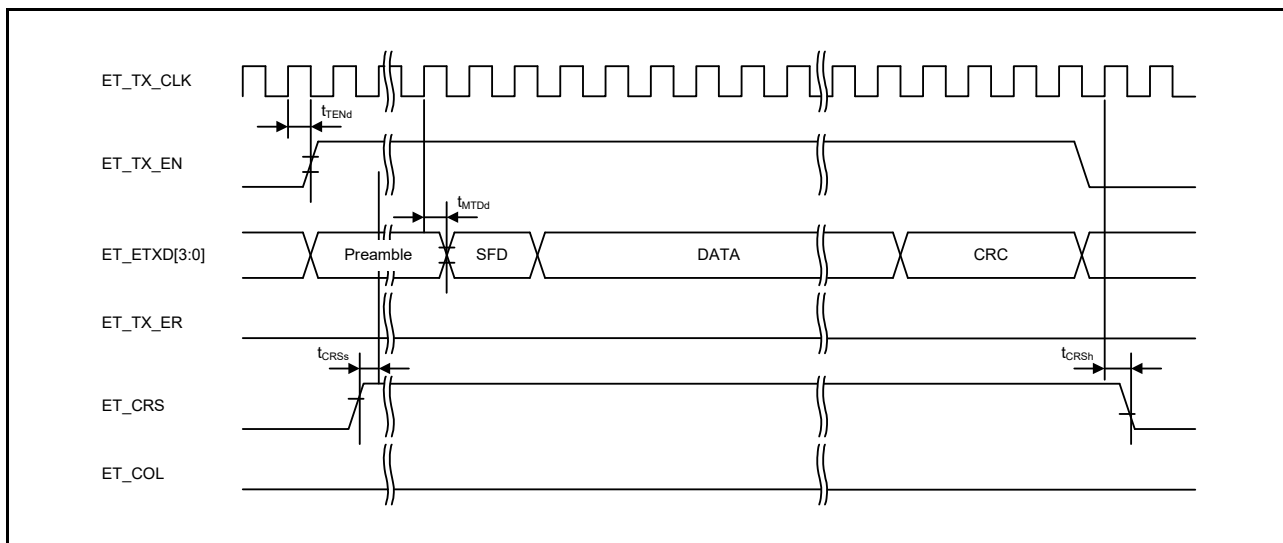 ET_TX_CLK
tTENd
ET_TX_EN
tMTDd
ET_ETXD[3:0]
Preamble
SFD
DATA
CRC
ET_TX_ER
tCRSs
tCRSh
ET_CRS
ET_COL